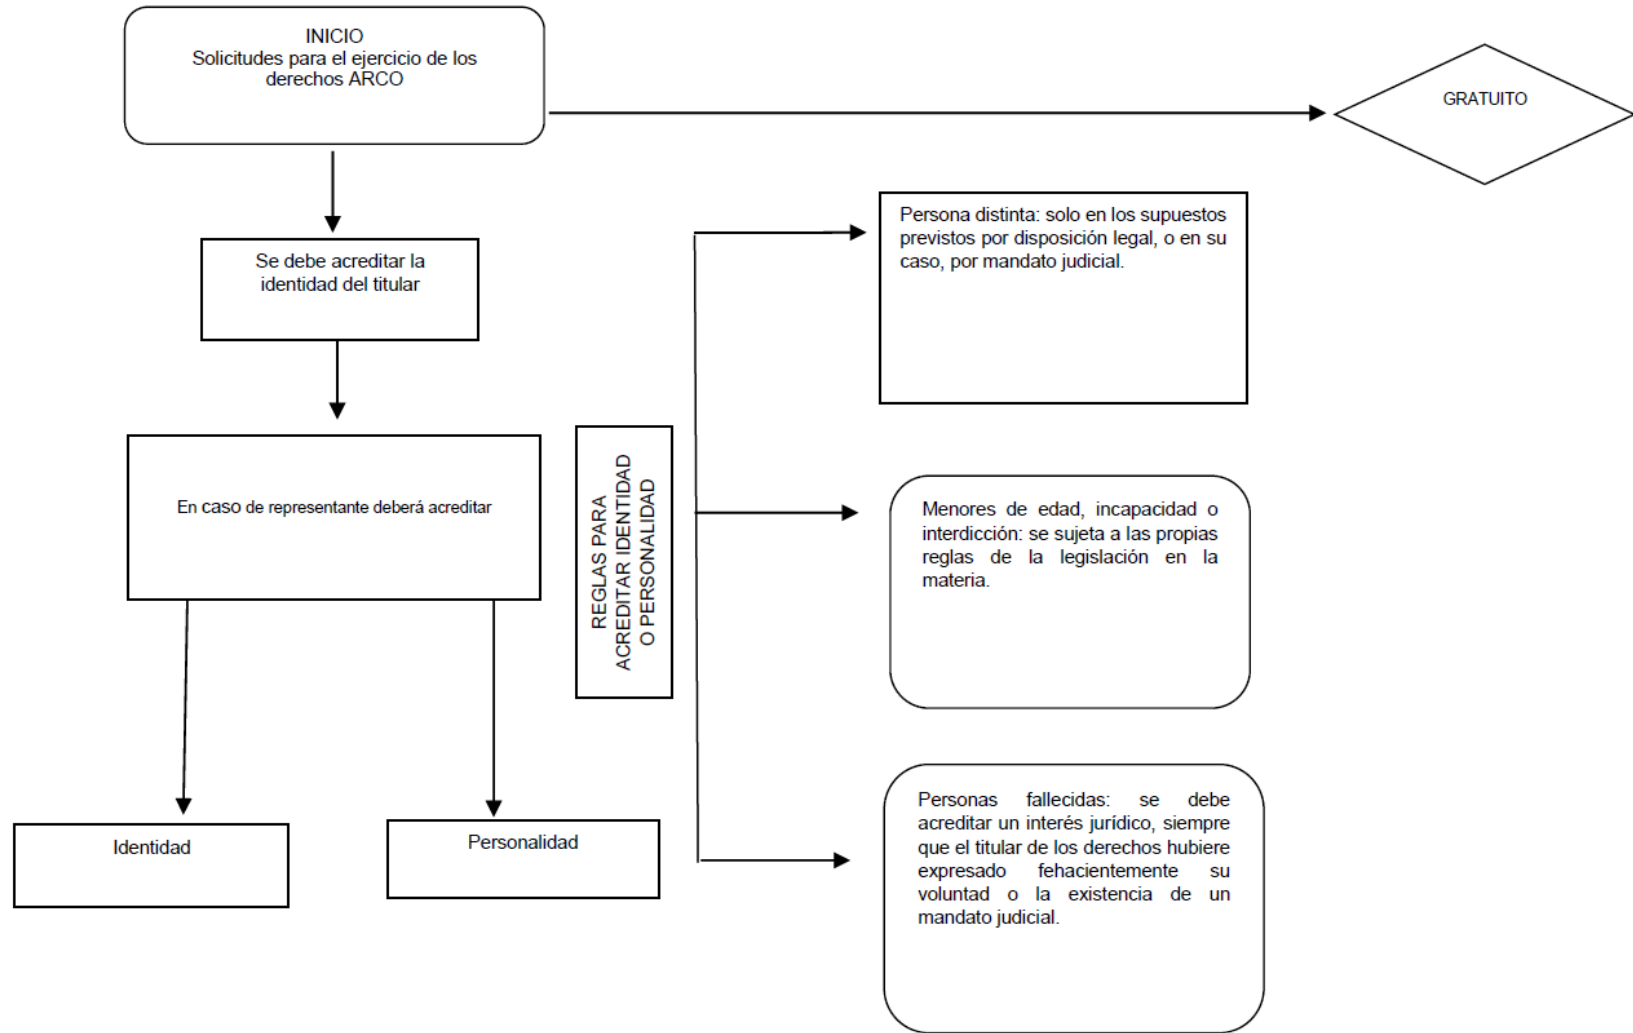 INICIO
Solicitudes para el ejercicio de los
derechos ARCO
GRATUITO
Se debe acreditar la
identidad del titular
En caso de representante deberá acreditar
Identidad
Personalidad
REGLAS PARA
ACREDITAR IDENTIDAD
O PERSONALIDAD
Persona distinta: solo en los supuestos
previstos por disposición legal, o en su
caso, por mandato judicial.
Menores de edad, incapacidad o
interdicción: se sujeta a las propias
reglas de la legislación en la
materia.
Personas fallecidas: se debe
acreditar un interés jurídico, siempre
que el titular de los derechos hubiere
expresado fehacientemente su
voluntad o la existencia de un
mandato judicial.